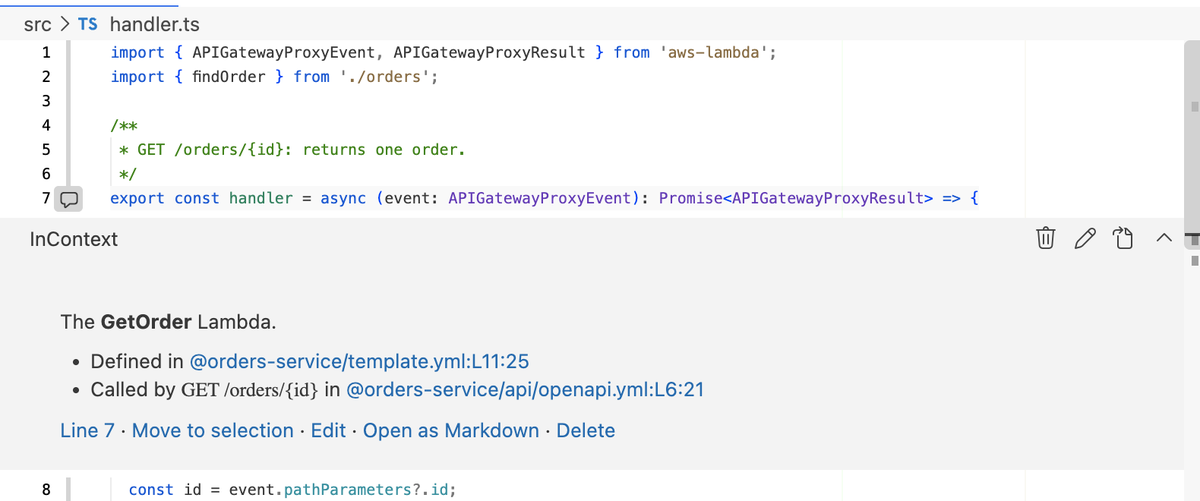 src > TS handler.ts
1 import { APIGatewayProxyEvent, APIGatewayProxyResult } from 'aws-lambda';
2 import { findOrder } from './orders';
3
4 /**
5 * GET /orders/{id}: returns one order.
6 */
7 export const handler = async (event: APIGatewayProxyEvent): Promise<APIGatewayProxyResult> => {
InContext
The GetOrder Lambda.
• Defined in @orders-service/template.yml:L11:25
• Called by GET /orders/{id} in @orders-service/api/openapi.yml:L6:21
Line 7 · Move to selection · Edit · Open as Markdown · Delete
8 const id = event.pathParameters?.id;